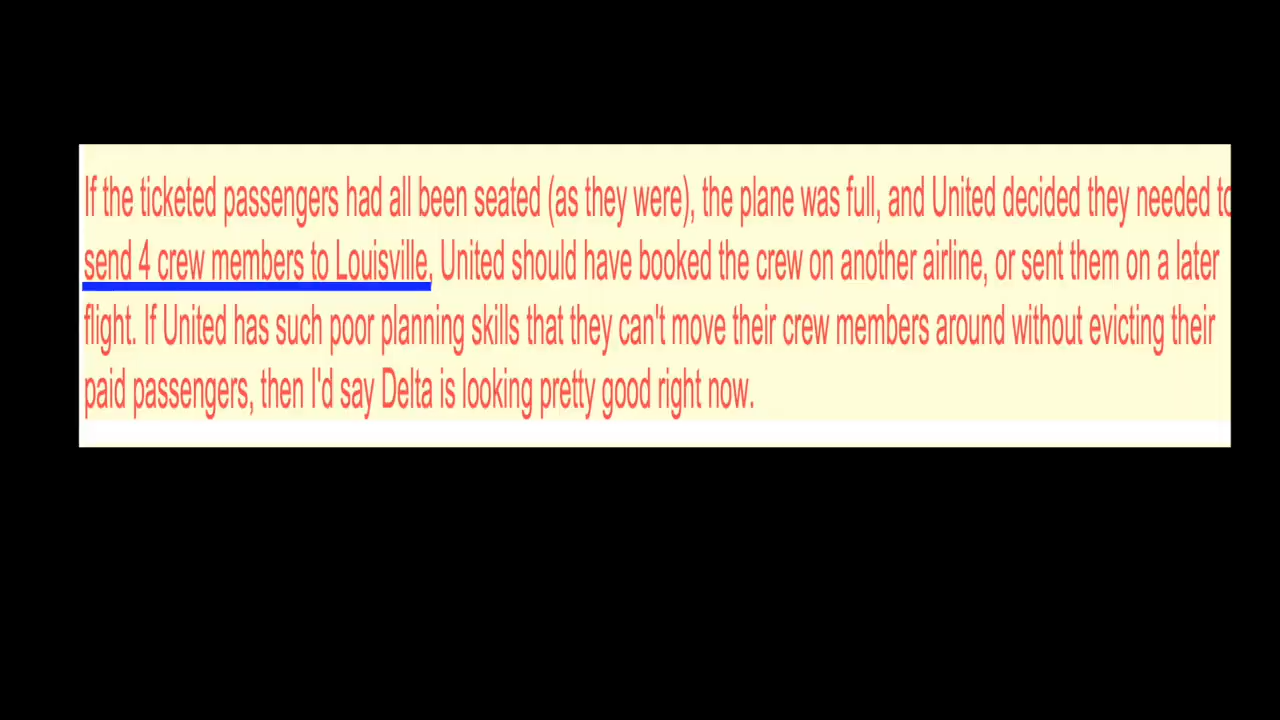 If the ticketed passengers had all been seated (as they were), the plane was full, and United decided they needed to
send 4 crew members to Louisville, United should have booked the crew on another airline, or sent them on a later
flight. If United has such poor planning skills that they can't move their crew members around without evicting their
paid passengers, then I'd say Delta is looking pretty good right now.